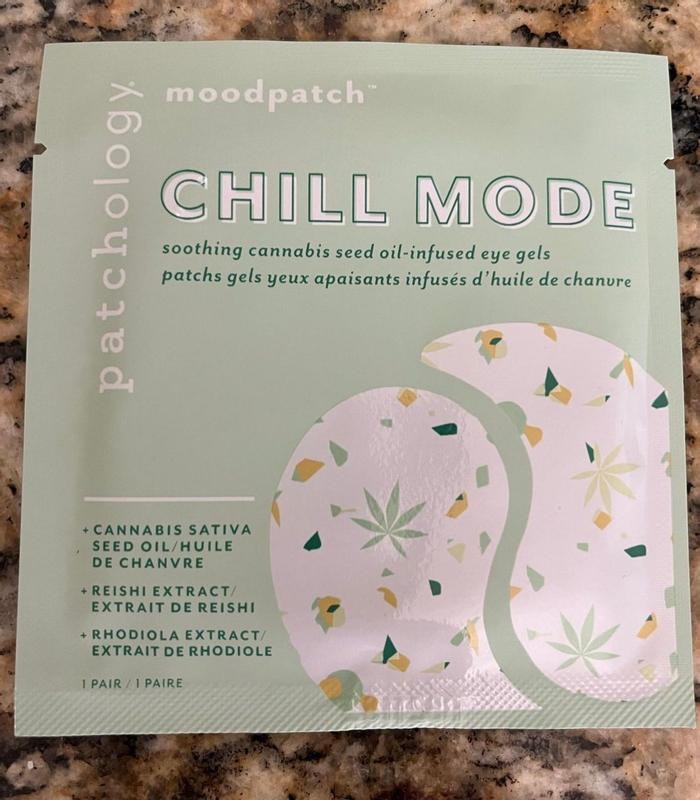 patchology.
moodpatch™
CHILL MODE
soothing cannabis seed oil-infused eye gels
patchs gels yeux apaisants infusés d'huile de chanvre
+ CANNABIS SATIVA
SEED OIL/HUILE
DE CHANVRE
+ REISHI EXTRACT/
EXTRAIT DE REISHI
+ RHODIOLA EXTRACT/
EXTRAIT DE RHODIOLE
1 PAIR / 1 PAIRE